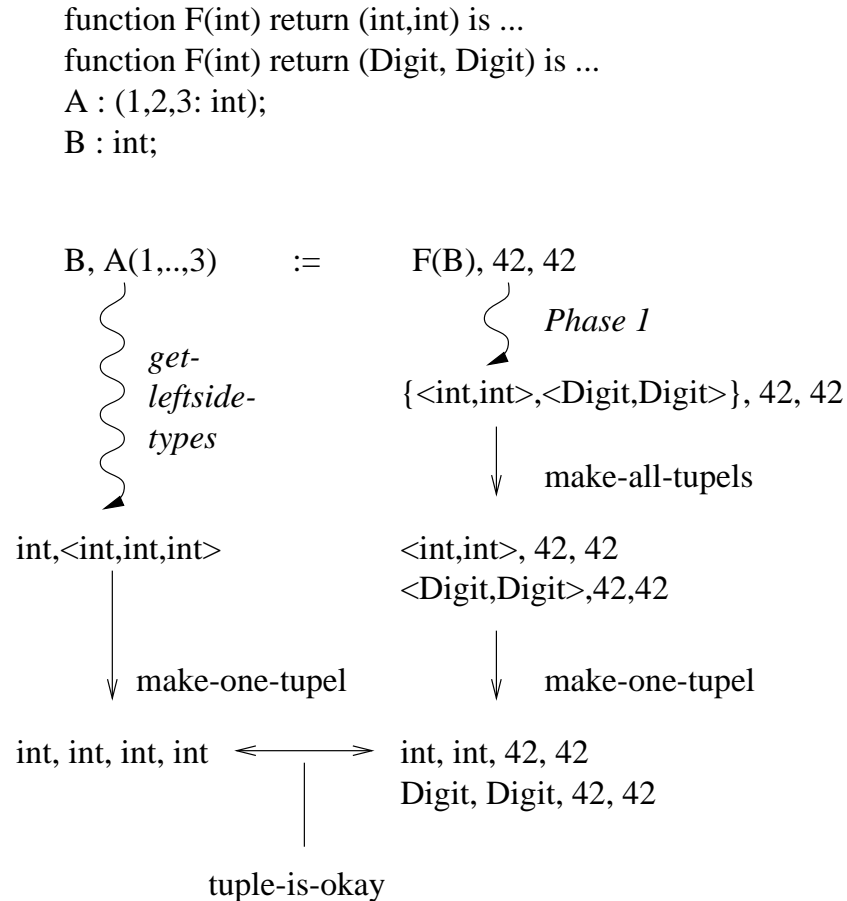 function F(int) return (int,int) is ...
function F(int) return (Digit, Digit) is ...
A : (1,2,3: int);
B : int;
B, A(1,..,3) := F(B), 42, 42
Phase 1
get-
leftside-
types
{<int,int>,<Digit,Digit>}, 42, 42
make-all-tupels
int,<int,int,int>
<int,int>, 42, 42
<Digit,Digit>,42,42
make-one-tupel
make-one-tupel
int, int, int, int
int, int, 42, 42
Digit, Digit, 42, 42
tuple-is-okay